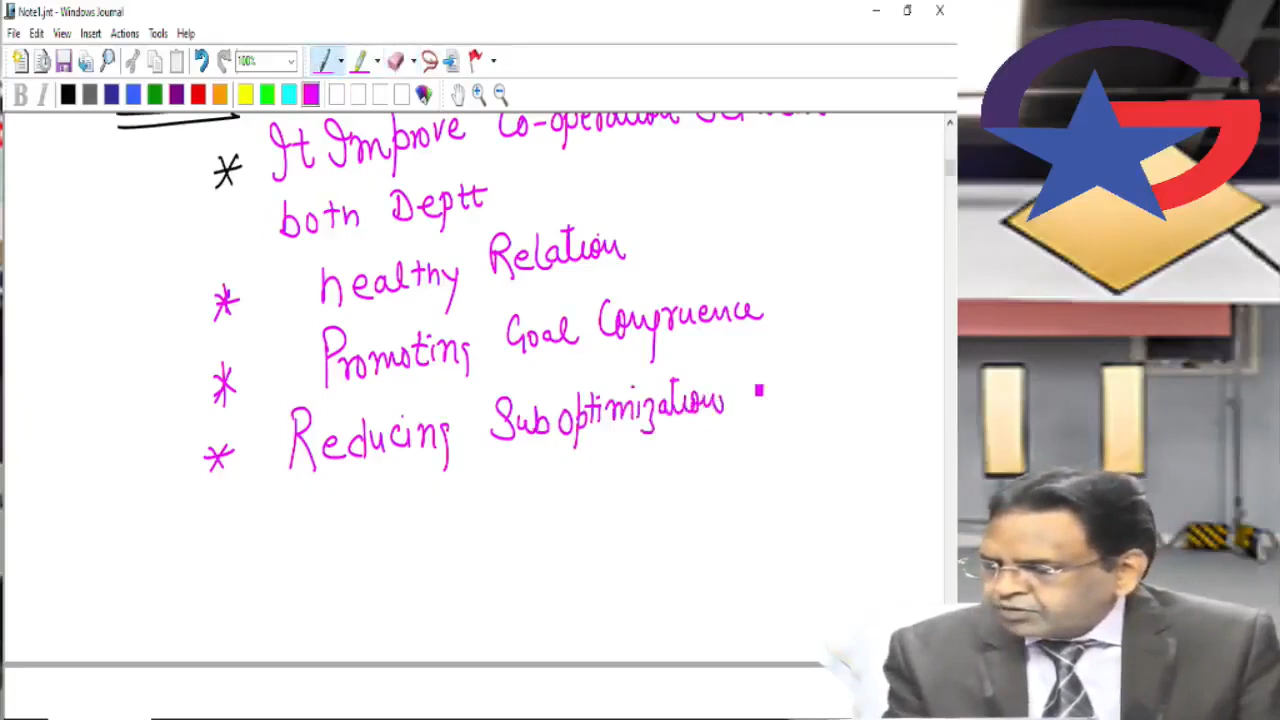 Note1.jnt - Windows Journal
File Edit View Insert Actions Tools Help
100%
B I
* It Improve Co-operation
both Deptt
* healthy Relation
* Promoting Goal Congruence
* Reducing Suboptimization